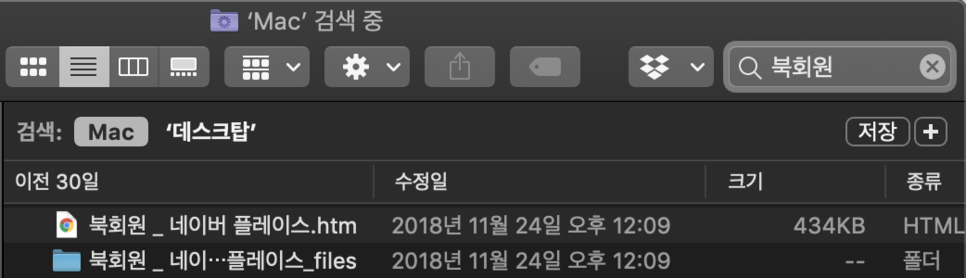 ‘Mac’ 검색 중
북회원
검색: Mac ‘데스크탑’ 저장 +
이전 30일 수정일 크기 종류
북회원 _ 네이버 플레이스.htm 2018년 11월 24일 오후 12:09 434KB HTML
북회원 _ 네이…플레이스_files 2018년 11월 24일 오후 12:09 -- 폴더